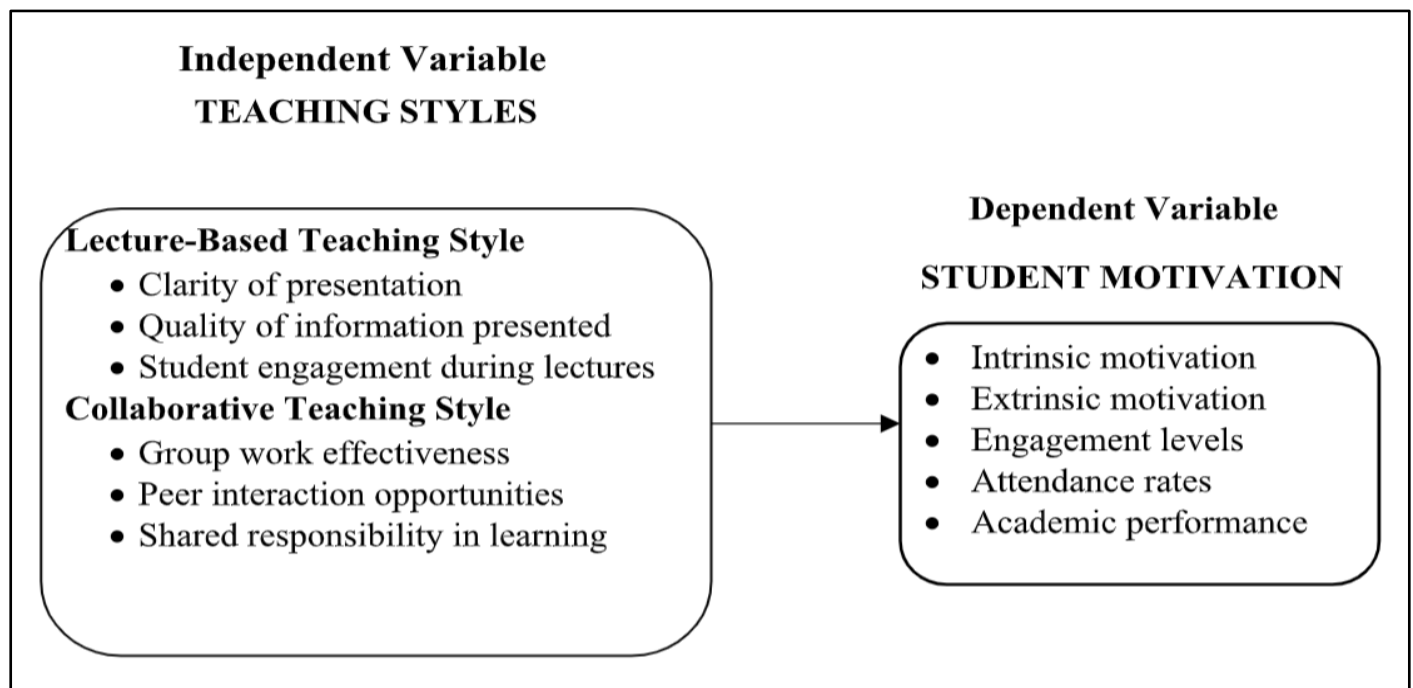 Independent Variable
TEACHING STYLES
Lecture-Based Teaching Style
• Clarity of presentation
• Quality of information presented
• Student engagement during lectures
Collaborative Teaching Style
• Group work effectiveness
• Peer interaction opportunities
• Shared responsibility in learning
Dependent Variable
STUDENT MOTIVATION
• Intrinsic motivation
• Extrinsic motivation
• Engagement levels
• Attendance rates
• Academic performance